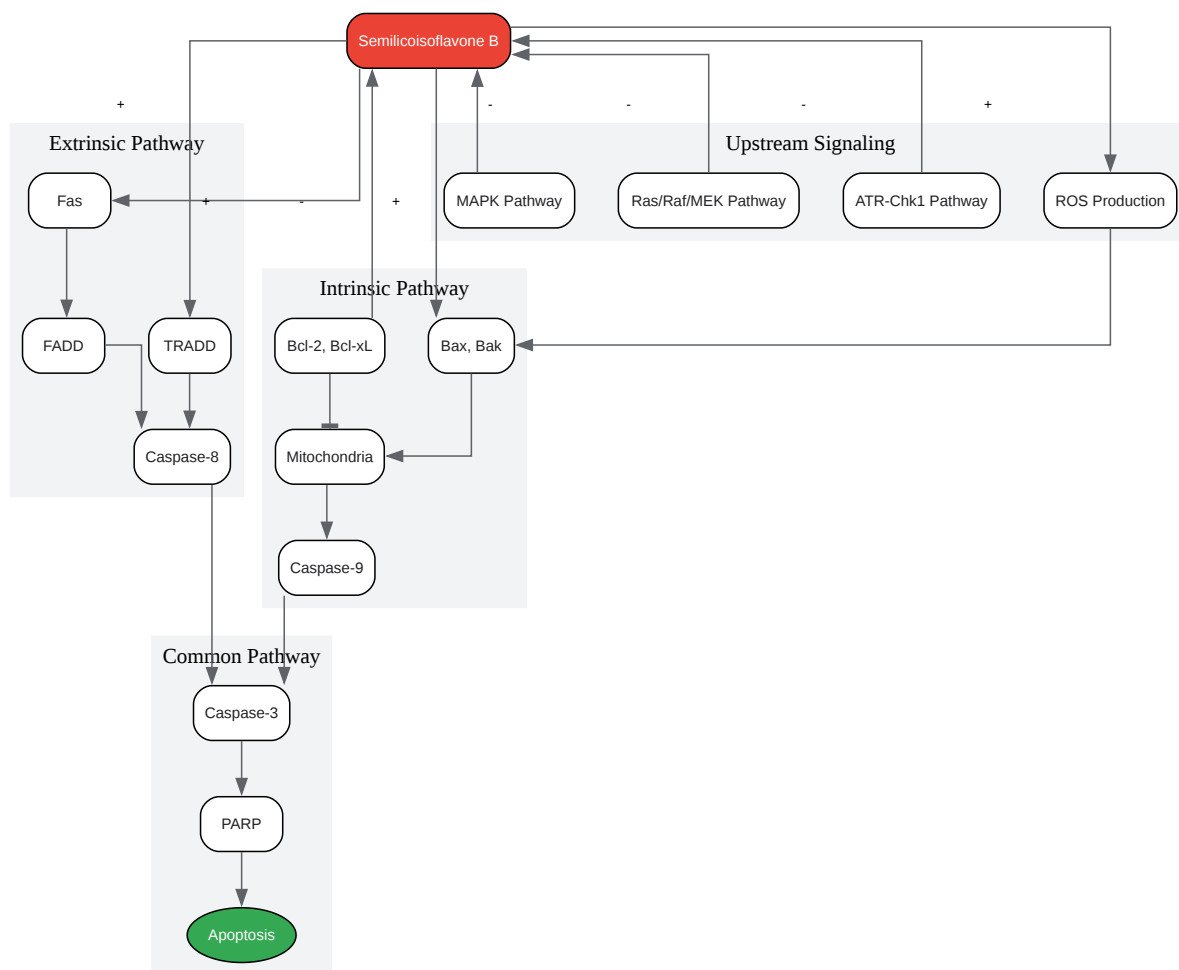 Semilicoisoflavone B
+
-
-
-
+
Extrinsic Pathway
Upstream Signaling
Fas
+
-
+
MAPK Pathway
Ras/Raf/MEK Pathway
ATR-Chk1 Pathway
ROS Production
Intrinsic Pathway
FADD
TRADD
Bcl-2, Bcl-xL
Bax, Bak
Caspase-8
Mitochondria
Caspase-9
Common Pathway
Caspase-3
PARP
Apoptosis